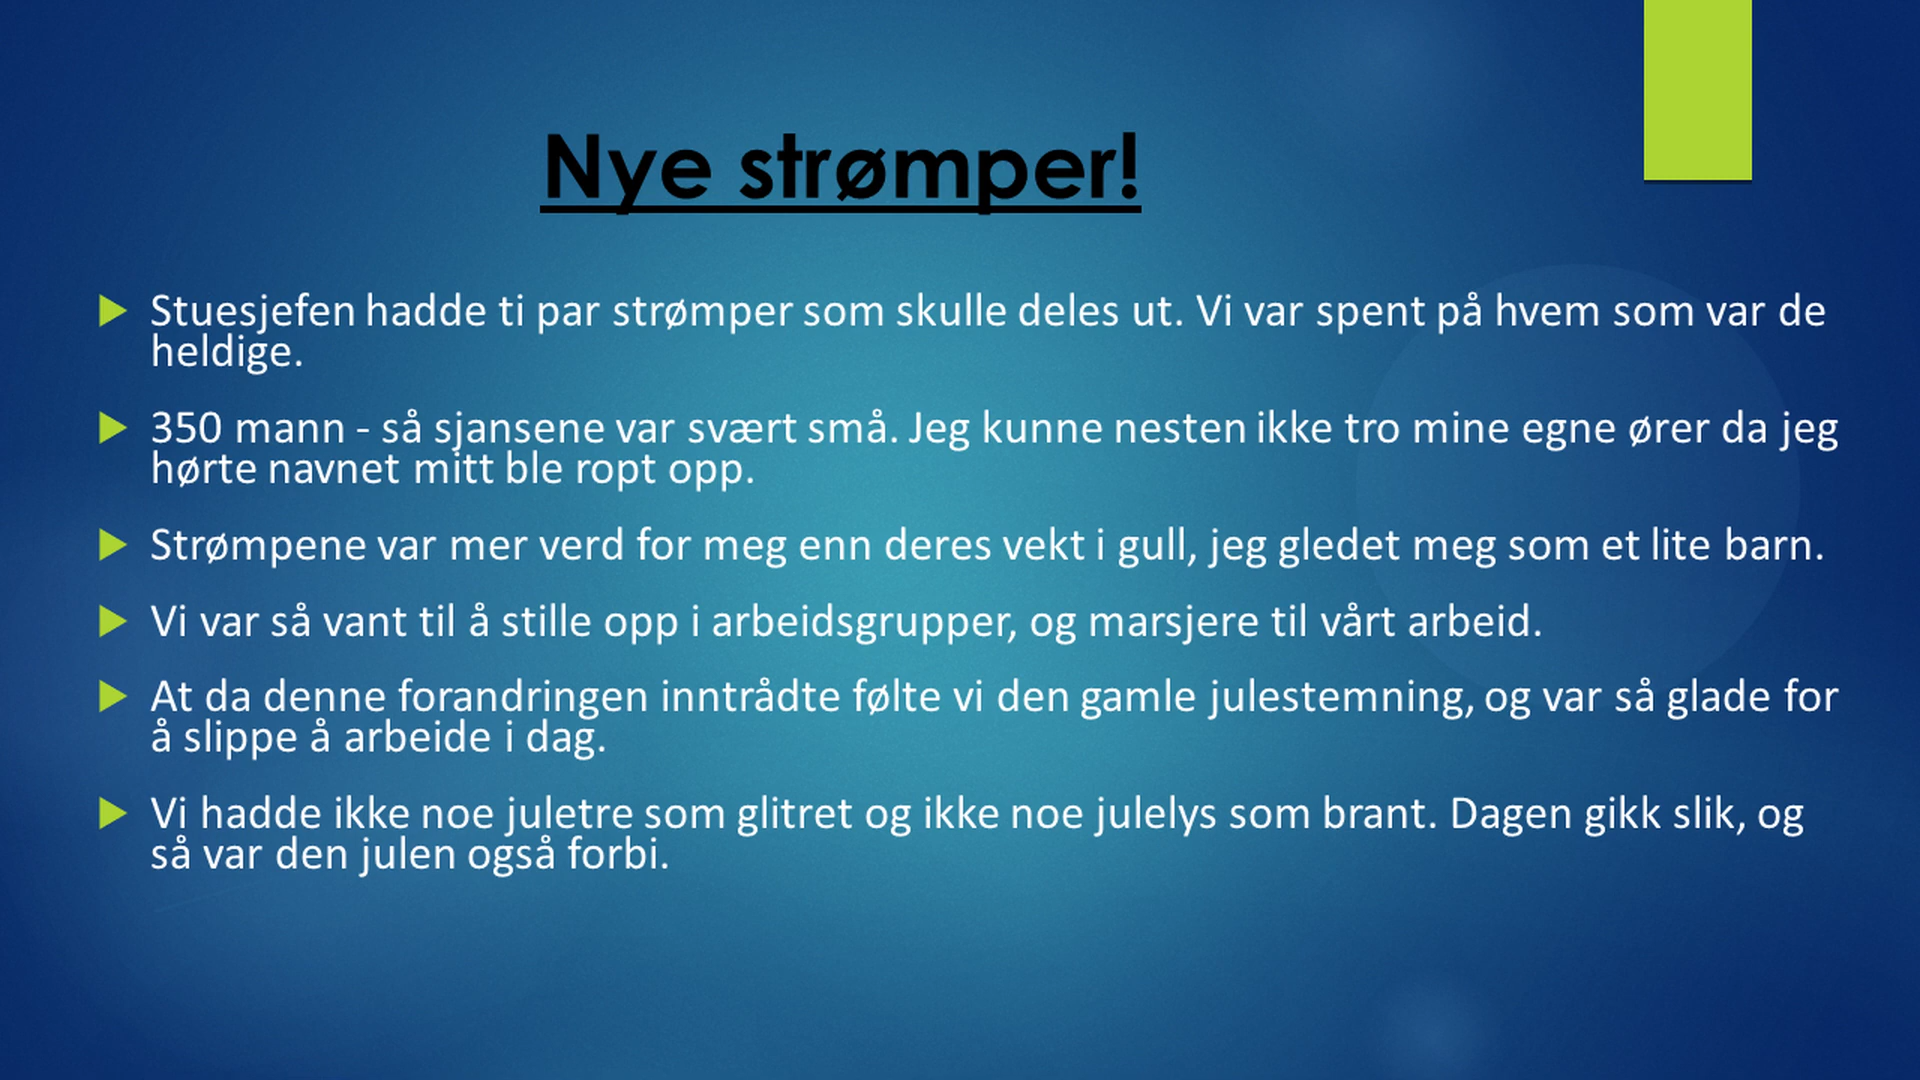 Nye strømper!
Stuesjefen hadde ti par strømper som skulle deles ut. Vi var spent på hvem som var de
heldige.
350 mann - så sjansene var svært små. Jeg kunne nesten ikke tro mine egne ører da jeg
hørte navnet mitt ble ropt opp.
Strømpene var mer verd for meg enn deres vekt i gull, jeg gledet meg som et lite barn.
Vi var så vant til å stille opp i arbeidsgrupper, og marsjere til vårt arbeid.
At da denne forandringen inntrådte følte vi den gamle julestemning, og var så glade for
å slippe å arbeide i dag.
Vi hadde ikke noe juletre som glitret og ikke noe julelys som brant. Dagen gikk slik, og
så var den julen også forbi.